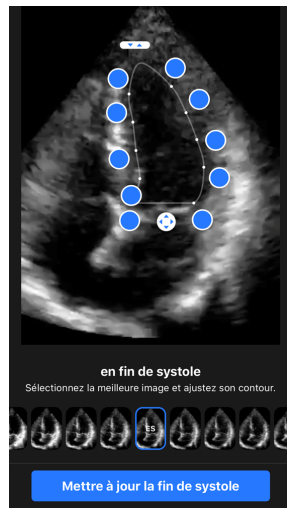 en fin de systole
Sélectionnez la meilleure image et ajustez son contour.
ES
Mettre à jour la fin de systole